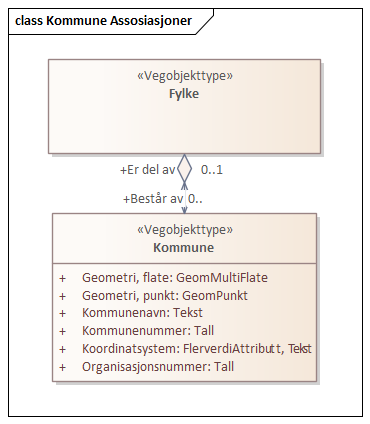 class Kommune Assosiasjoner
«Vegobjekttype»
Fylke
+Er del av 0..1
+Består av 0..
«Vegobjekttype»
Kommune
+ Geometri, flate: GeomMultiFlate
+ Geometri, punkt: GeomPunkt
+ Kommunenavn: Tekst
+ Kommunenummer: Tall
+ Koordinatsystem: FlerverdiAttributt, Tekst
+ Organisasjonsnummer: Tall